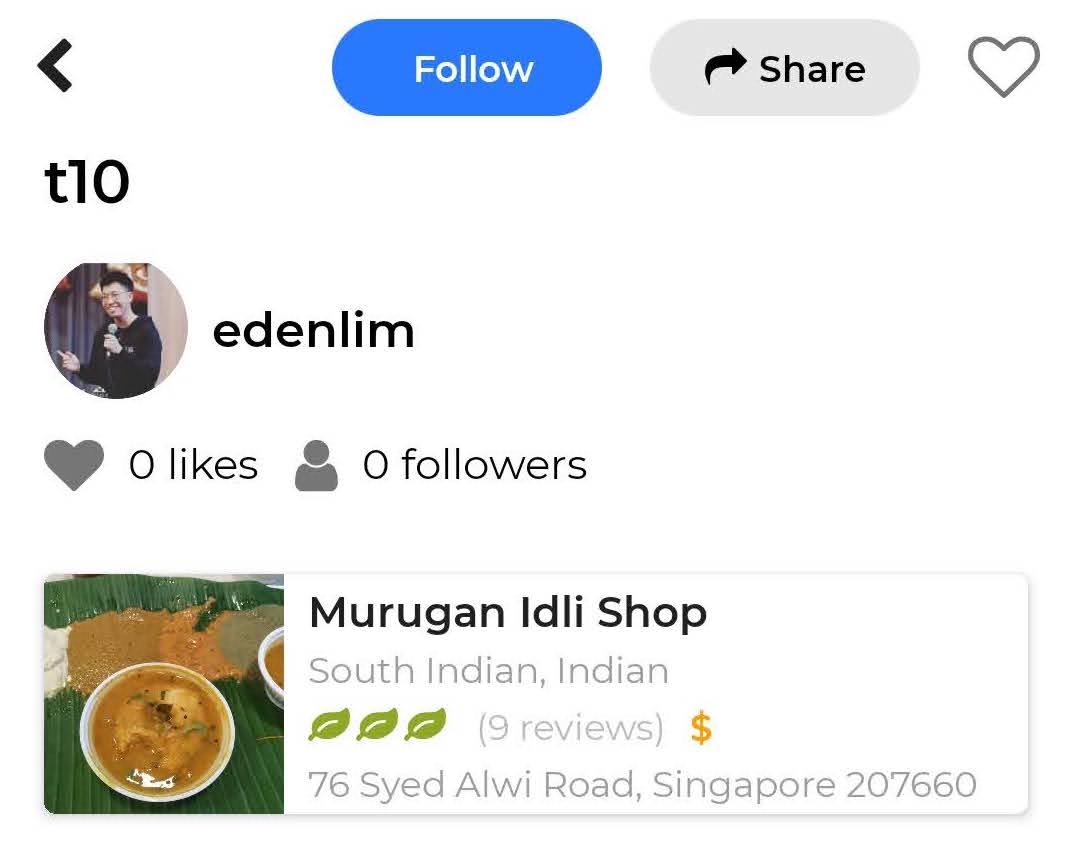 Follow
Share
t10
edenlim
0 likes
0 followers
Murugan Idli Shop
South Indian, Indian
(9 reviews) $
76 Syed Alwi Road, Singapore 207660